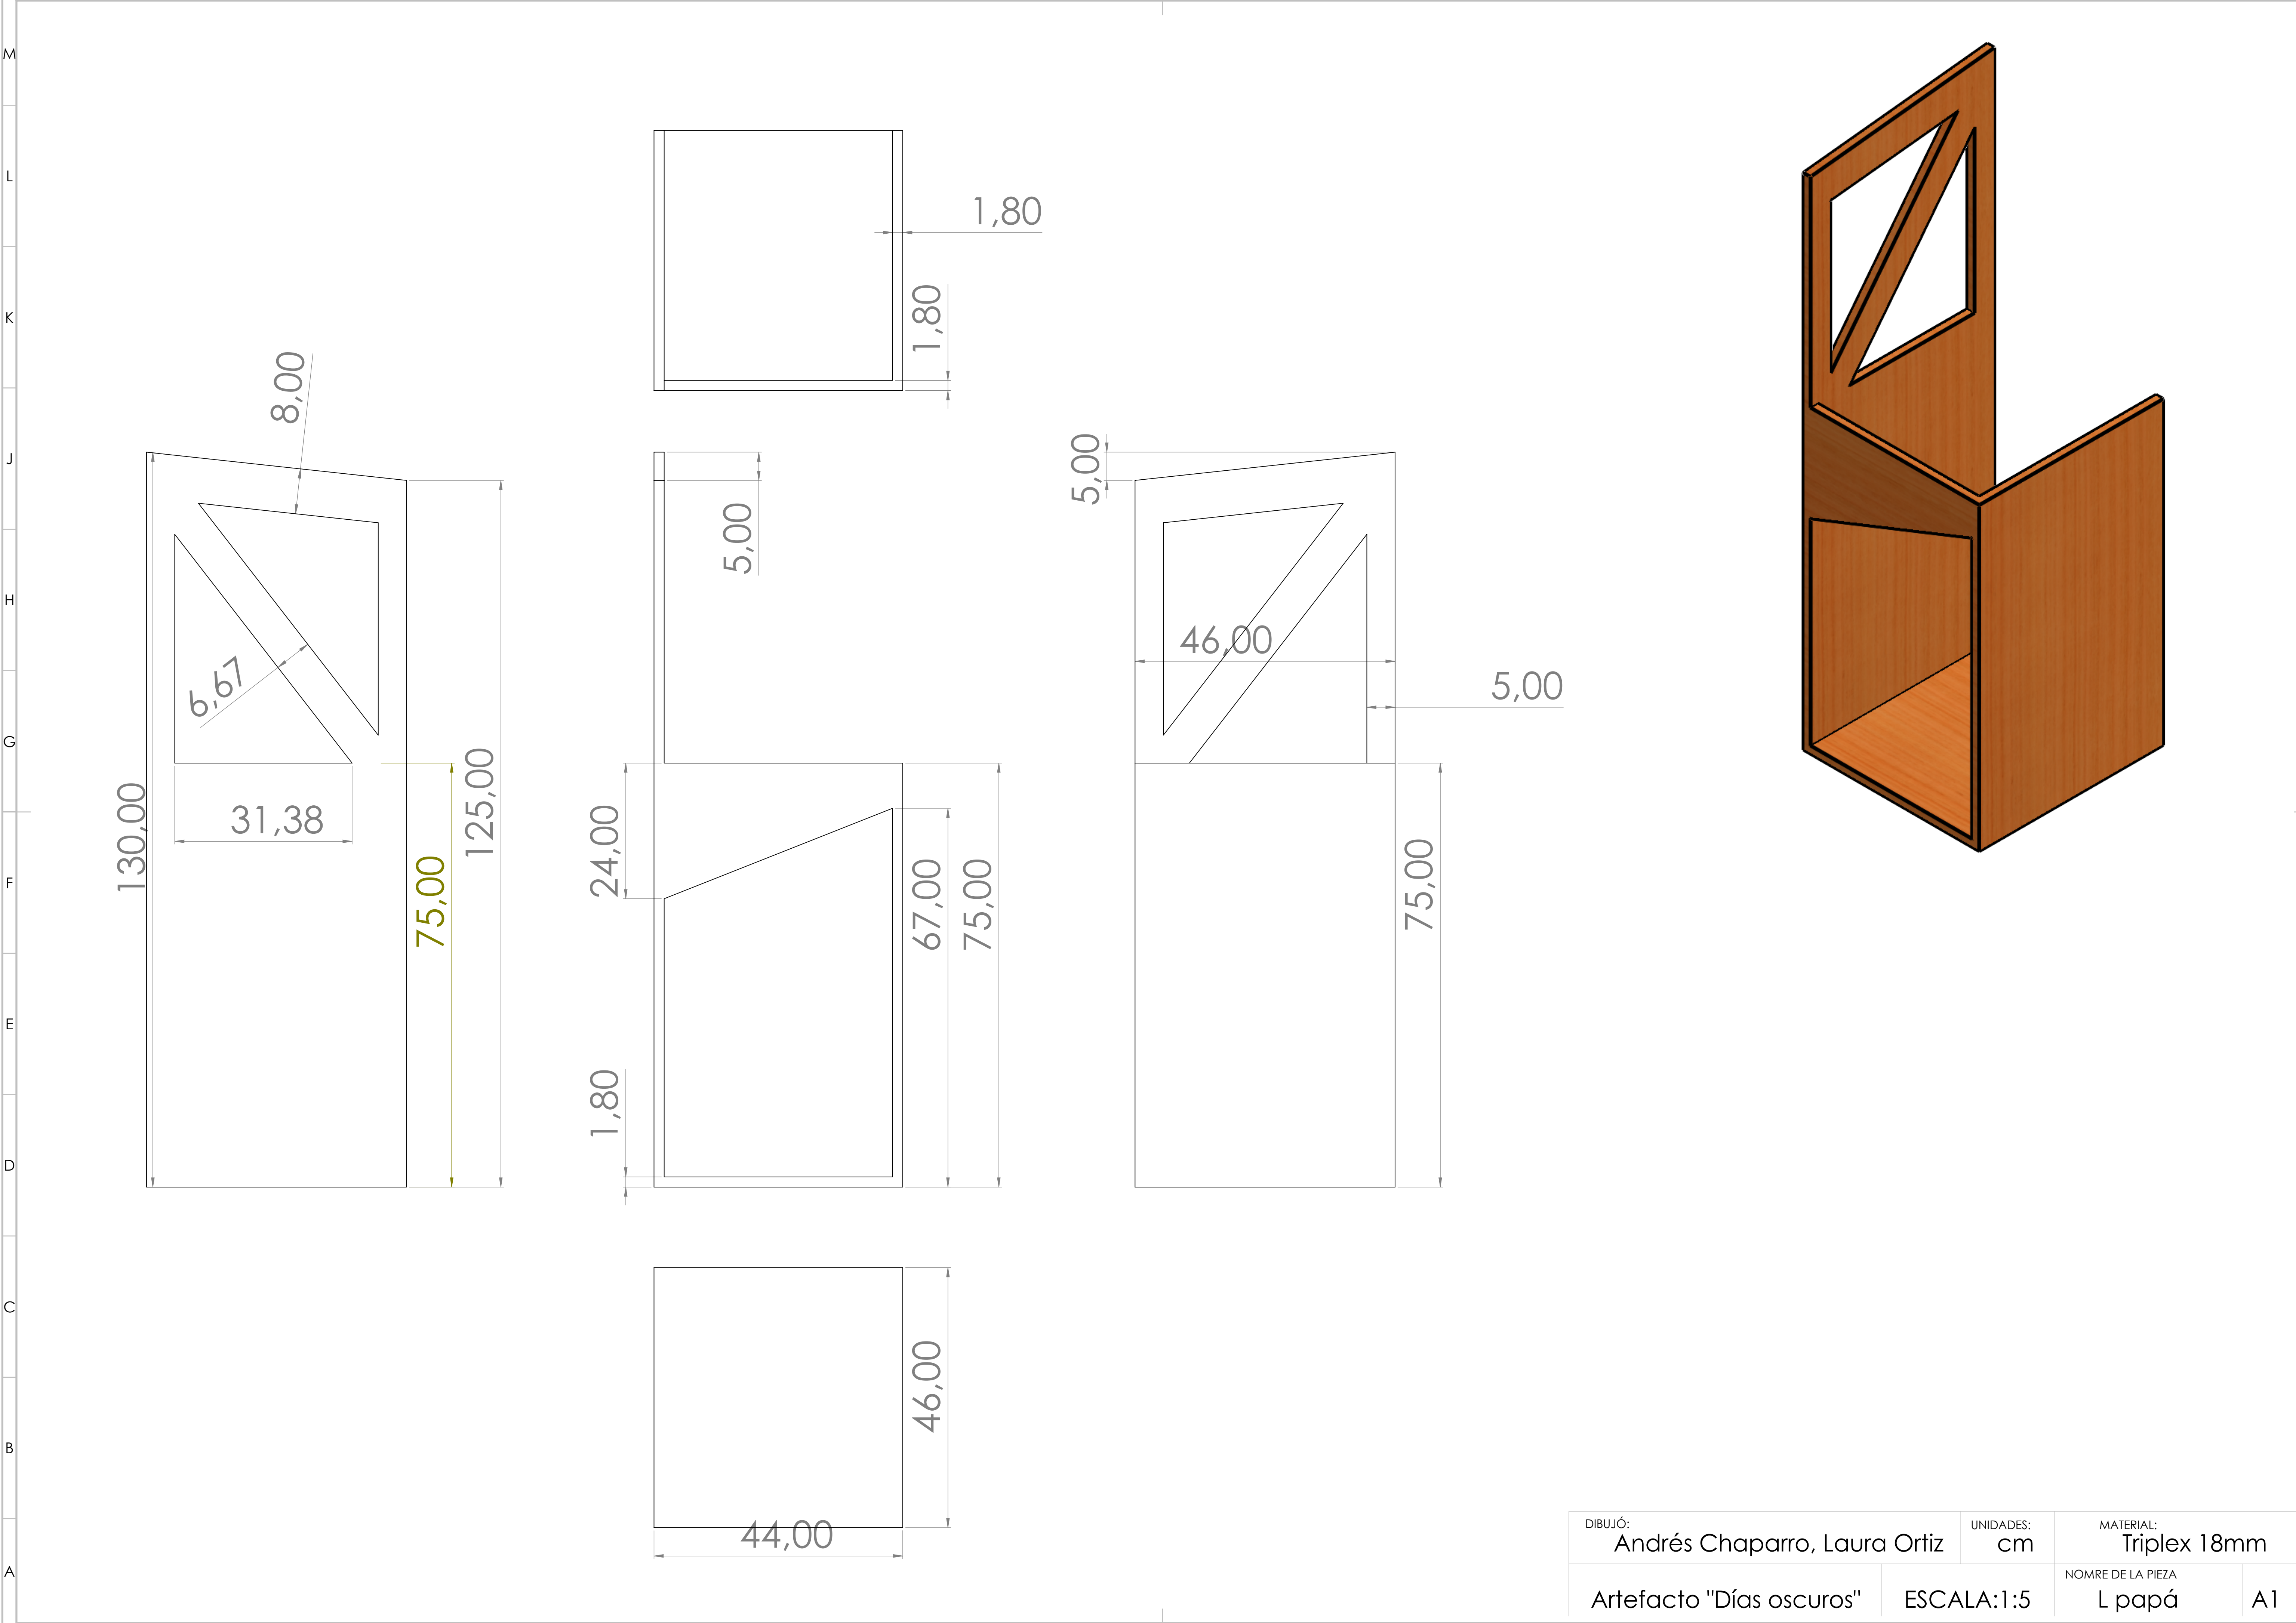 M
L
K
J
H
G
F
E
D
C
B
A
1,80
1,80
8,00
6,67
31,38
130,00
75,00
125,00
5,00
24,00
1,80
67,00
75,00
5,00
46,00
5,00
75,00
46,00
44,00
DIBUJÓ:
Andrés Chaparro, Laura Ortiz
UNIDADES:
cm
MATERIAL:
Triplex 18mm
Artefacto "Días oscuros"
ESCALA:1:5
NOMRE DE LA PIEZA
L papá
A1